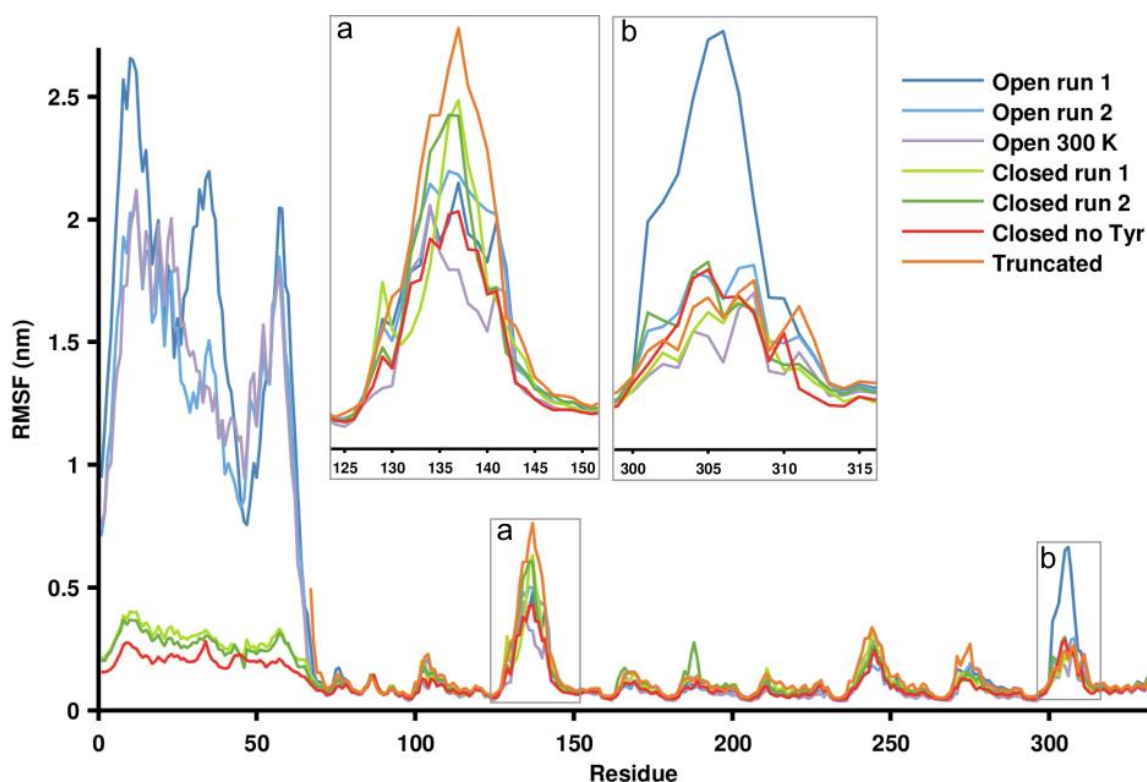 a
b
Open run 1
Open run 2
Open 300 K
Closed run 1
Closed run 2
Closed no Tyr
Truncated
RMSF (nm)
2.5
2
1.5
1
0.5
0
125 130 135 140 145 150
300 305 310 315
a
b
0 50 100 150 200 250 300
Residue